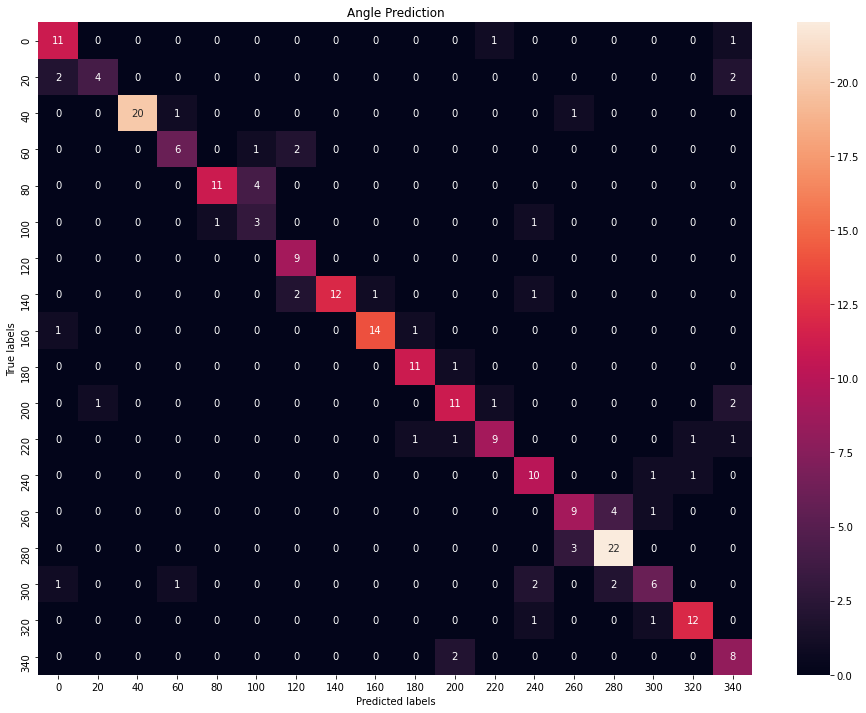 Angle Prediction
0 11 0 0 0 0 0 0 0 0 0 0 1 0 0 0 0 0 1
20 2 4 0 0 0 0 0 0 0 0 0 0 0 0 0 0 0 2
40 0 0 20 1 0 0 0 0 0 0 0 0 0 1 0 0 0 0
60 0 0 0 6 0 1 2 0 0 0 0 0 0 0 0 0 0 0
80 0 0 0 0 11 4 0 0 0 0 0 0 0 0 0 0 0 0
100 0 0 0 0 1 3 0 0 0 0 0 0 1 0 0 0 0 0
120 0 0 0 0 0 0 9 0 0 0 0 0 0 0 0 0 0 0
140 0 0 0 0 0 0 2 12 1 0 0 0 1 0 0 0 0 0
160 1 0 0 0 0 0 0 0 14 1 0 0 0 0 0 0 0 0
180 0 0 0 0 0 0 0 0 0 11 1 0 0 0 0 0 0 0
200 0 1 0 0 0 0 0 0 0 0 11 1 0 0 0 0 0 2
220 0 0 0 0 0 0 0 0 0 1 1 9 0 0 0 0 1 1
240 0 0 0 0 0 0 0 0 0 0 0 0 10 0 0 1 1 0
260 0 0 0 0 0 0 0 0 0 0 0 0 0 9 4 1 0 0
280 0 0 0 0 0 0 0 0 0 0 0 0 0 3 22 0 0 0
300 1 0 0 1 0 0 0 0 0 0 0 0 2 0 2 6 0 0
320 0 0 0 0 0 0 0 0 0 0 0 0 1 0 0 1 12 0
340 0 0 0 0 0 0 0 0 0 0 2 0 0 0 0 0 0 8
True labels
0 20 40 60 80 100 120 140 160 180 200 220 240 260 280 300 320 340
Predicted labels
20.0
17.5
15.0
12.5
10.0
7.5
5.0
2.5
0.0